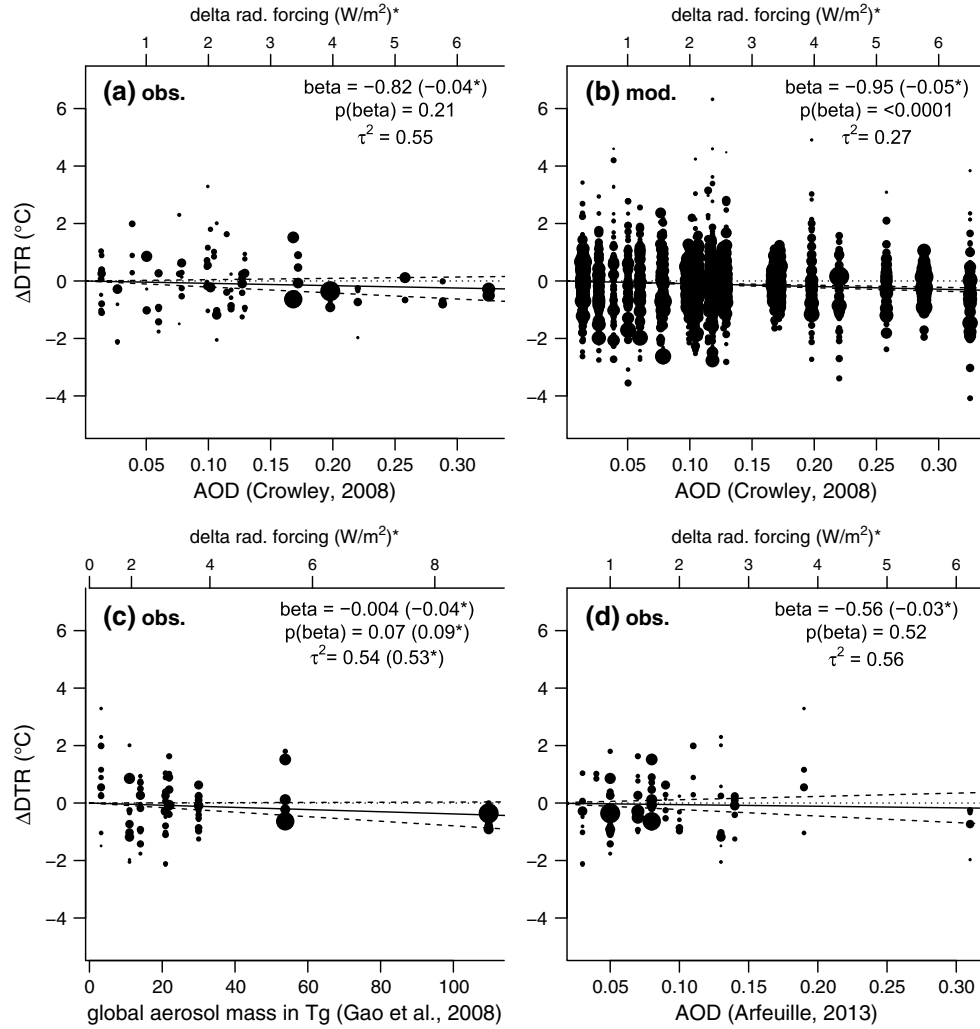 delta rad. forcing (W/m²)*
1 2 3 4 5 6
(a) obs.
beta = −0.82 (−0.04*)
p(beta) = 0.21
τ² = 0.55
ΔDTR (°C)
6
4
2
0
−2
−4
0.05 0.10 0.15 0.20 0.25 0.30
AOD (Crowley, 2008)
delta rad. forcing (W/m²)*
1 2 3 4 5 6
(b) mod.
beta = −0.95 (−0.05*)
p(beta) = <0.0001
τ²= 0.27
6
4
2
0
−2
−4
0.05 0.10 0.15 0.20 0.25 0.30
AOD (Crowley, 2008)
delta rad. forcing (W/m²)*
0 2 4 6 8
(c) obs.
beta = −0.004 (−0.04*)
p(beta) = 0.07 (0.09*)
τ²= 0.54 (0.53*)
ΔDTR (°C)
6
4
2
0
−2
−4
0 20 40 60 80 100
global aerosol mass in Tg (Gao et al., 2008)
delta rad. forcing (W/m²)*
1 2 3 4 5 6
(d) obs.
beta = −0.56 (−0.03*)
p(beta) = 0.52
τ² = 0.56
6
4
2
0
−2
−4
0.05 0.10 0.15 0.20 0.25 0.30
AOD (Arfeuille, 2013)